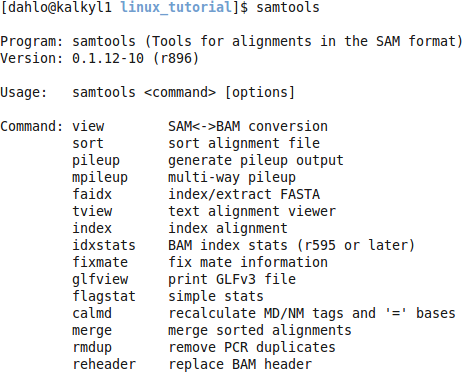 [dahlo@kalkyl1 linux_tutorial]$ samtools

Program: samtools (Tools for alignments in the SAM format)
Version: 0.1.12-10 (r896)

Usage:   samtools <command> [options]

Command: view        SAM<->BAM conversion
         sort        sort alignment file
         pileup      generate pileup output
         mpileup     multi-way pileup
         faidx       index/extract FASTA
         tview       text alignment viewer
         index       index alignment
         idxstats    BAM index stats (r595 or later)
         fixmate     fix mate information
         glfview     print GLFv3 file
         flagstat    simple stats
         calmd       recalculate MD/NM tags and '=' bases
         merge       merge sorted alignments
         rmdup       remove PCR duplicates
         reheader    replace BAM header